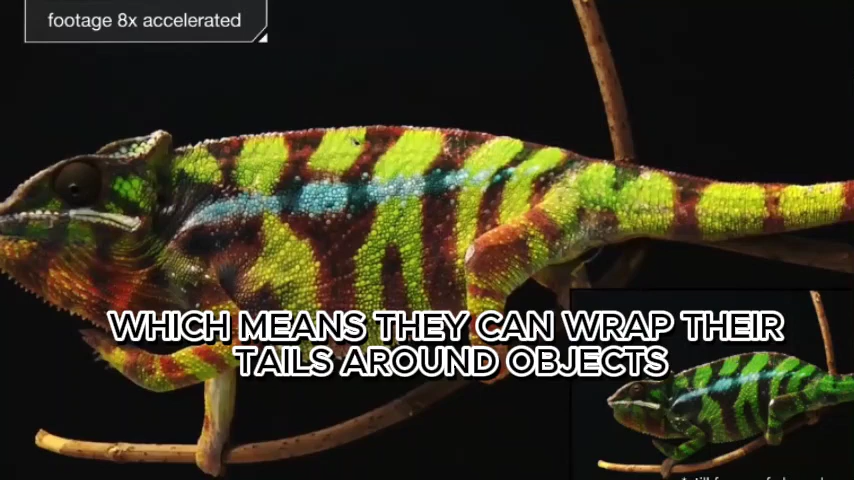 footage 8x accelerated
WHICH MEANS THEY CAN WRAP THEIR
TAILS AROUND OBJECTS